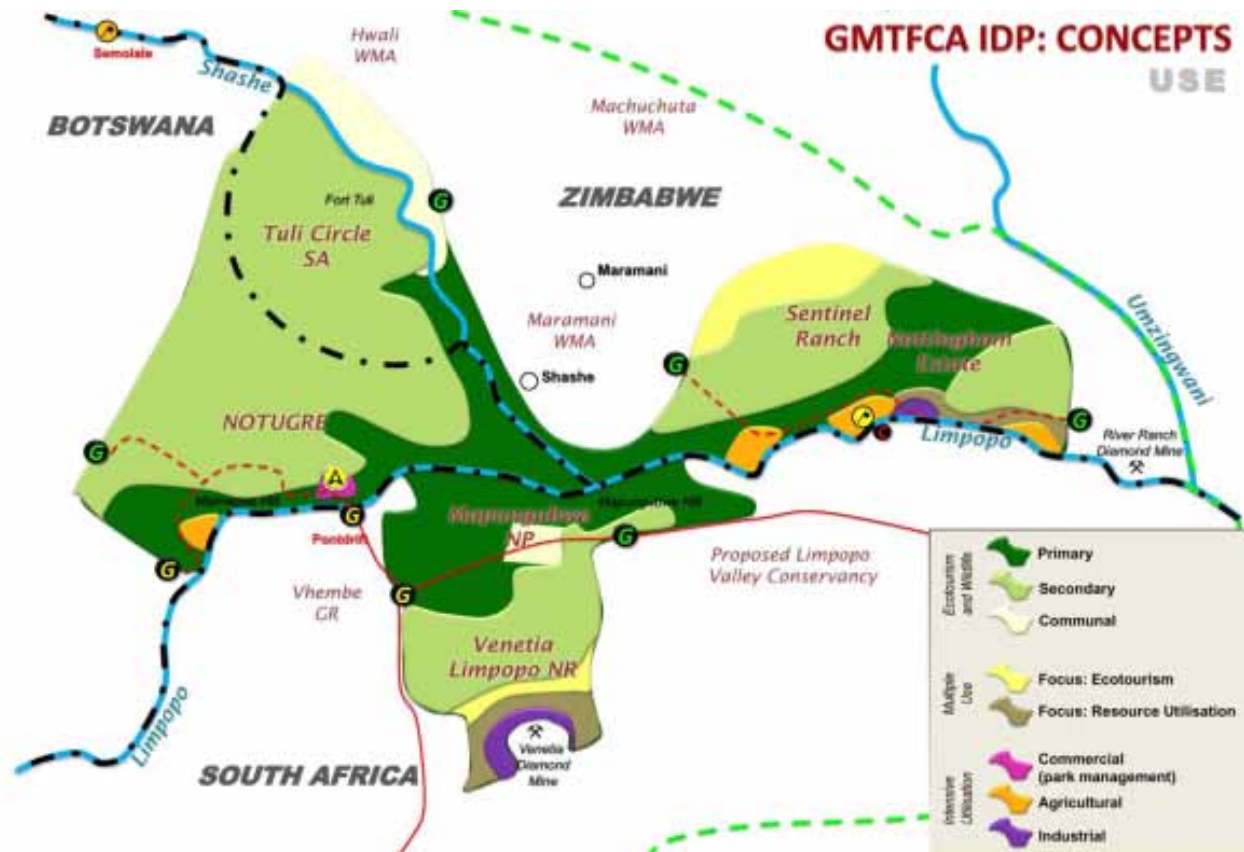 GMTFCA IDP: CONCEPTS
USE
Semolale
Shashe
Hwali
WMA
BOTSWANA
Machuchuta
WMA
ZIMBABWE
Fort Tuli
G
Tuli Circle
SA
Maramani
Umzingwani
Maramani
WMA
Sentinel
Ranch
Nottingham
Estate
G
Shashe
NOTUGRE
G
G
Limpopo
River Ranch
Diamond Mine
A
G
Pontdrift
Mapungubwe
NP
G
G
Proposed Limpopo
Valley Conservancy
Vhembe
GR
G
Venetia
Limpopo NR
Limpopo
Venetia
Diamond
Mine
SOUTH AFRICA
Ecotourism
and Wildlife
Primary
Secondary
Communal
Multiple
Use
Focus: Ecotourism
Focus: Resource Utilisation
Intensive
Utilisation
Commercial
(park management)
Agricultural
Industrial